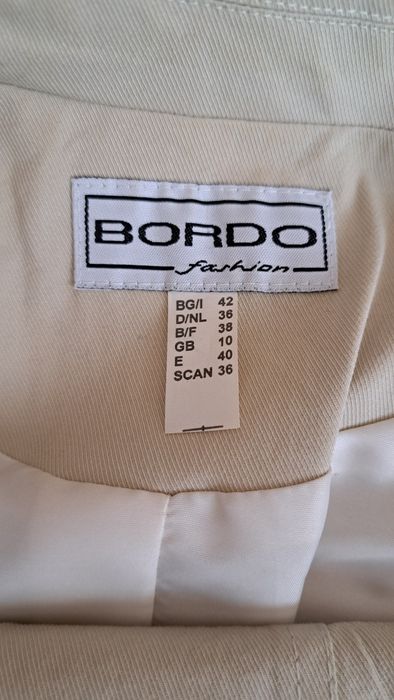 BORDO
fashion
BG/I 42
D/NL 36
B/F 38
GB 10
E 40
SCAN 36